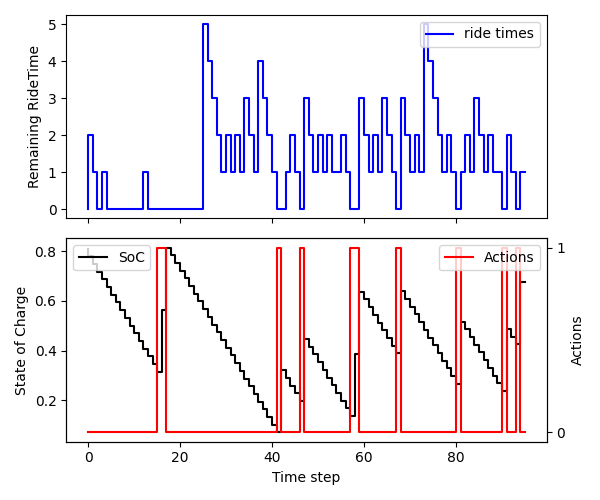 5
4
3
2
1
0
Remaining RideTime
ride times
0.8
0.6
0.4
0.2
State of Charge
SoC
Actions
1
0
Actions
0
20
40
60
80
Time step